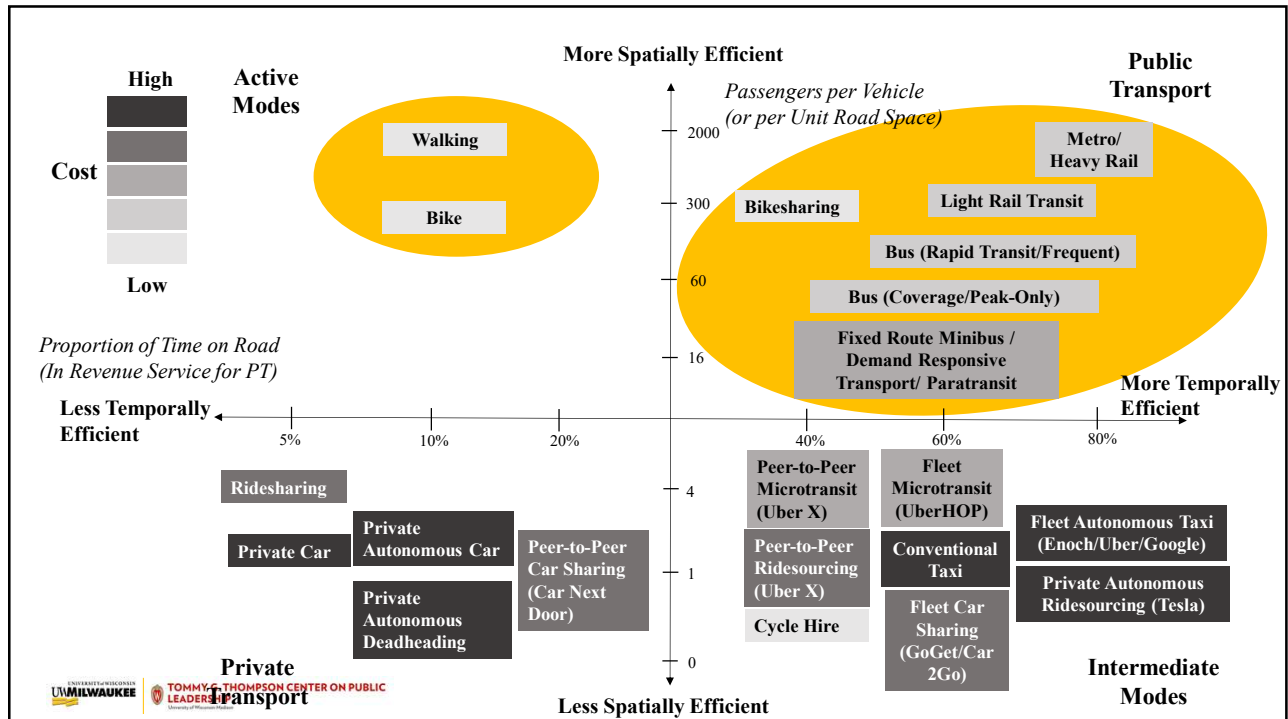 More Spatially Efficient
High
Cost
Low
Active
Modes
Passengers per Vehicle
(or per Unit Road Space)
Public
Transport
Walking
Bike
2000
300
60
16
Metro/
Heavy Rail
Bikesharing
Light Rail Transit
Bus (Rapid Transit/Frequent)
Bus (Coverage/Peak-Only)
Fixed Route Minibus /
Demand Responsive
Transport/ Paratransit
Proportion of Time on Road
(In Revenue Service for PT)
Less Temporally
Efficient
More Temporally
Efficient
5%
10%
20%
40%
60%
80%
Ridesharing
Private Car
Private
Autonomous Car
Private
Autonomous
Deadheading
Peer-to-Peer
Car Sharing
(Car Next
Door)
4
1
0
Peer-to-Peer
Microtransit
(Uber X)
Peer-to-Peer
Ridesourcing
(Uber X)
Cycle Hire
Fleet
Microtransit
(UberHOP)
Conventional
Taxi
Fleet Car
Sharing
(GoGet/Car
2Go)
Fleet Autonomous Taxi
(Enoch/Uber/Google)
Private Autonomous
Ridesourcing (Tesla)
Private
Transport
Intermediate
Modes
Less Spatially Efficient
UNIVERSITY of WISCONSIN
UWMILWAUKEE
TOMMY G. THOMPSON CENTER ON PUBLIC
LEADERSHIP
University of Wisconsin-Madison